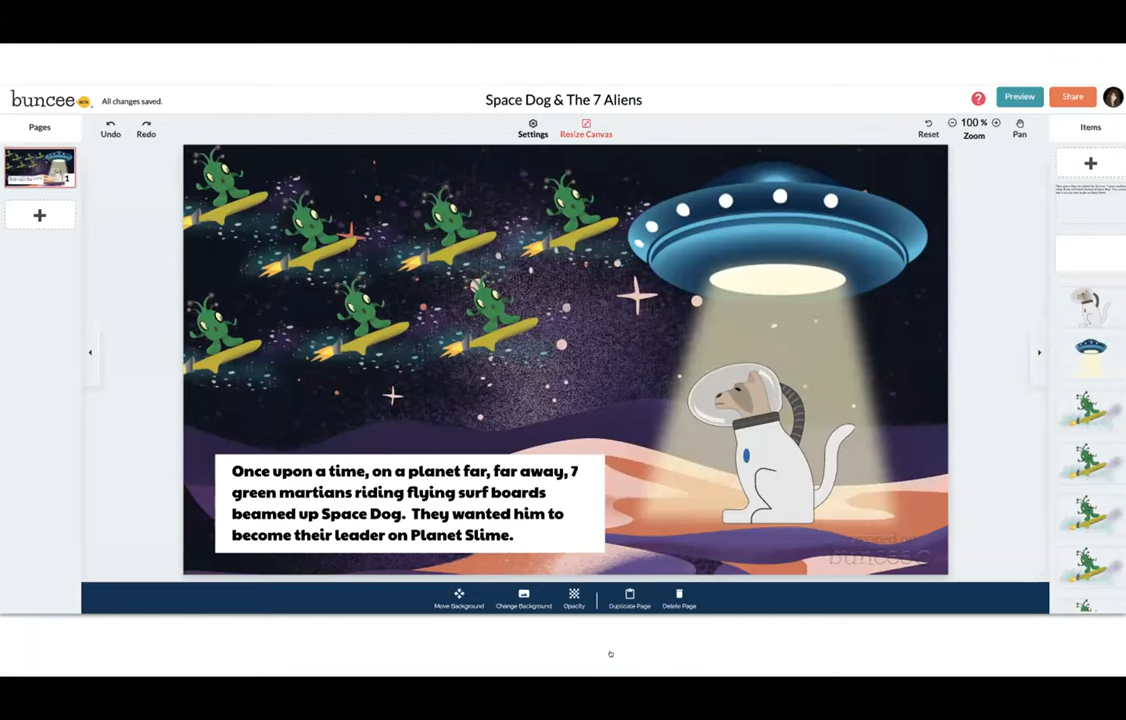 buncee BETA All changes saved.
Space Dog & The 7 Aliens
? Preview Share
Pages
Undo Redo
Settings Resize Canvas
Reset 100 % Zoom Pan
Items
1
Once upon a time, on a planet far, far away, 7
green martians riding flying surf boards
beamed up Space Dog. They wanted him to
become their leader on Planet Slime.
buncee
Move Background Change Background Opacity Duplicate Page Delete Page